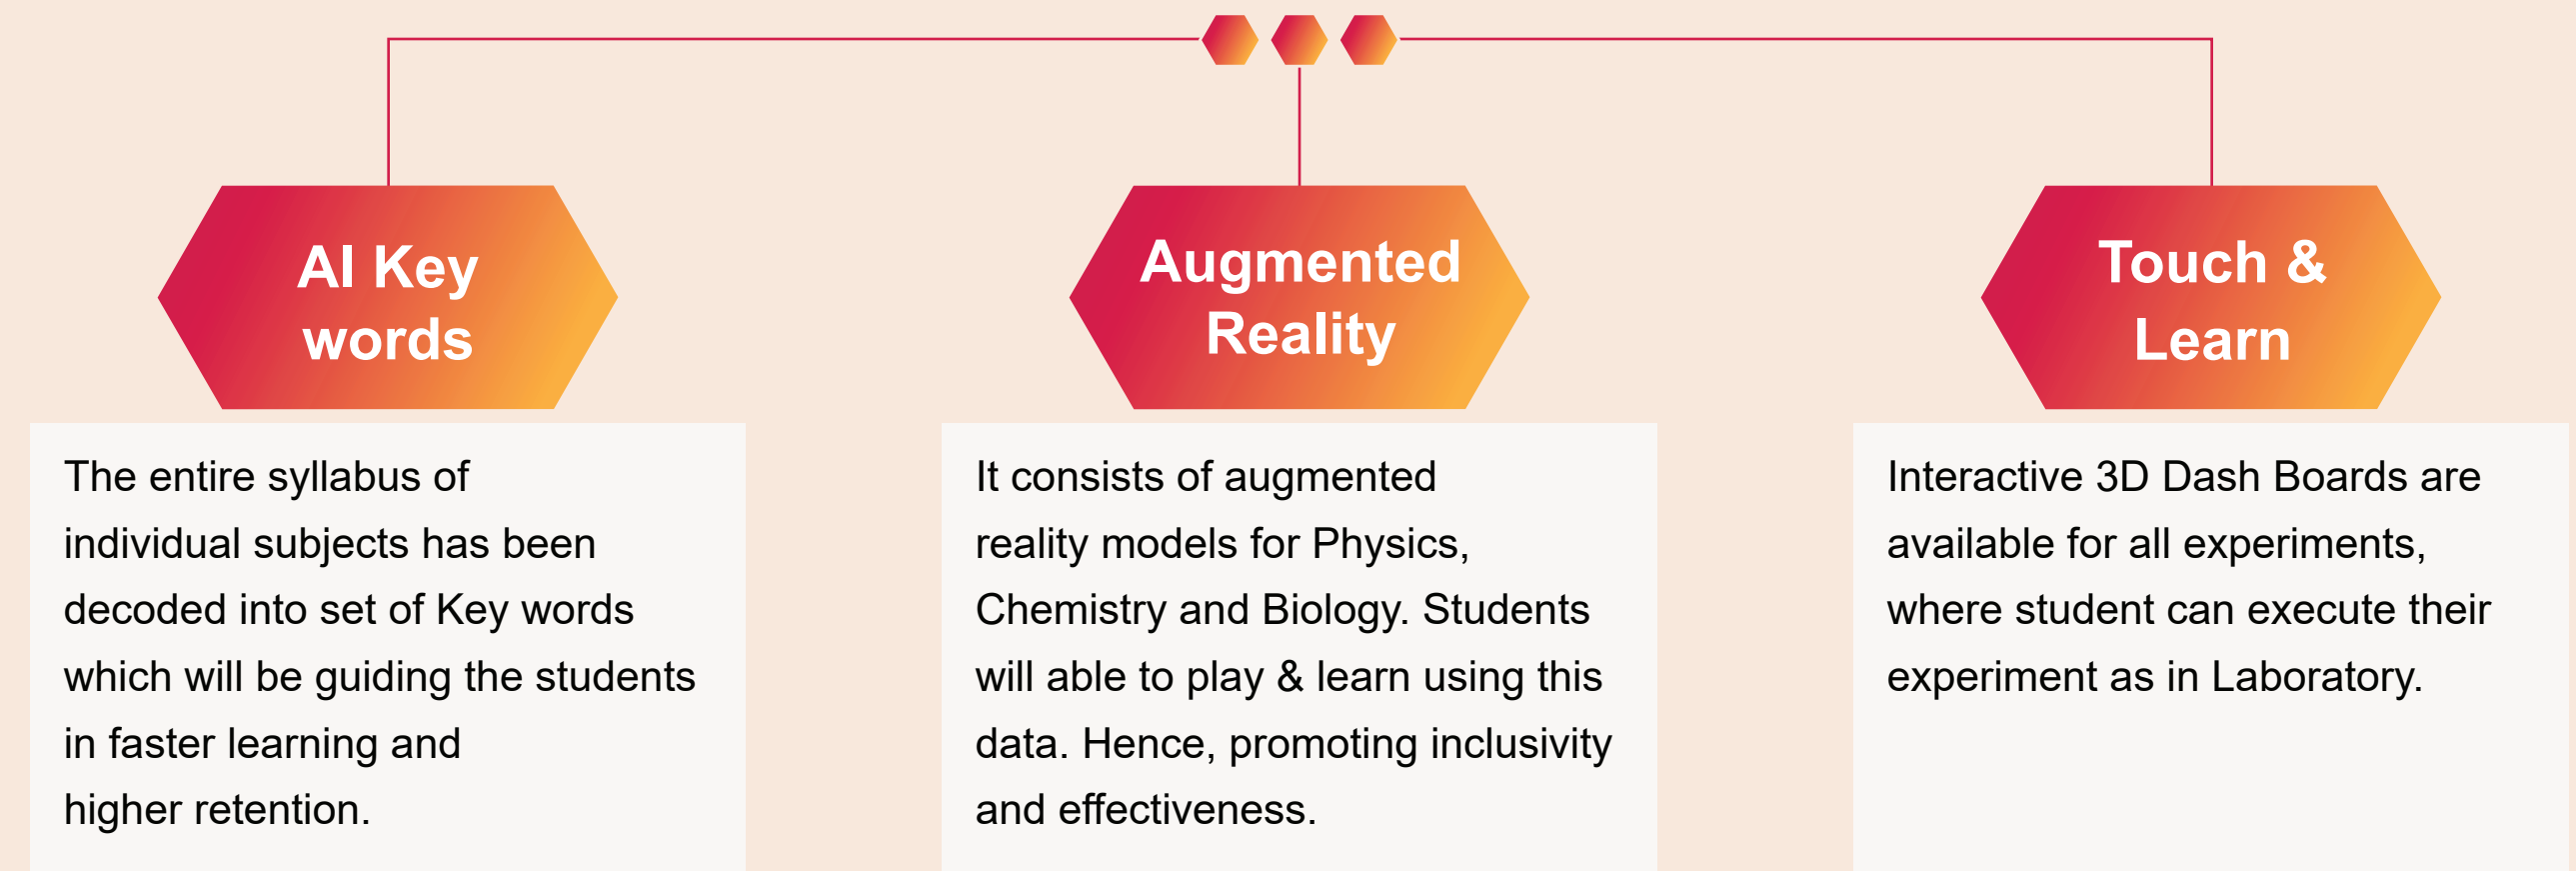 AI Key
words
The entire syllabus of
individual subjects has been
decoded into set of Key words
which will be guiding the students
in faster learning and
higher retention.
Augmented
Reality
It consists of augmented
reality models for Physics,
Chemistry and Biology. Students
will able to play & learn using this
data. Hence, promoting inclusivity
and effectiveness.
Touch &
Learn
Interactive 3D Dash Boards are
available for all experiments,
where student can execute their
experiment as in Laboratory.